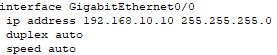 interface GigabitEthernet0/0
ip address 192.168.10.10 255.255.255.0
duplex auto
speed auto